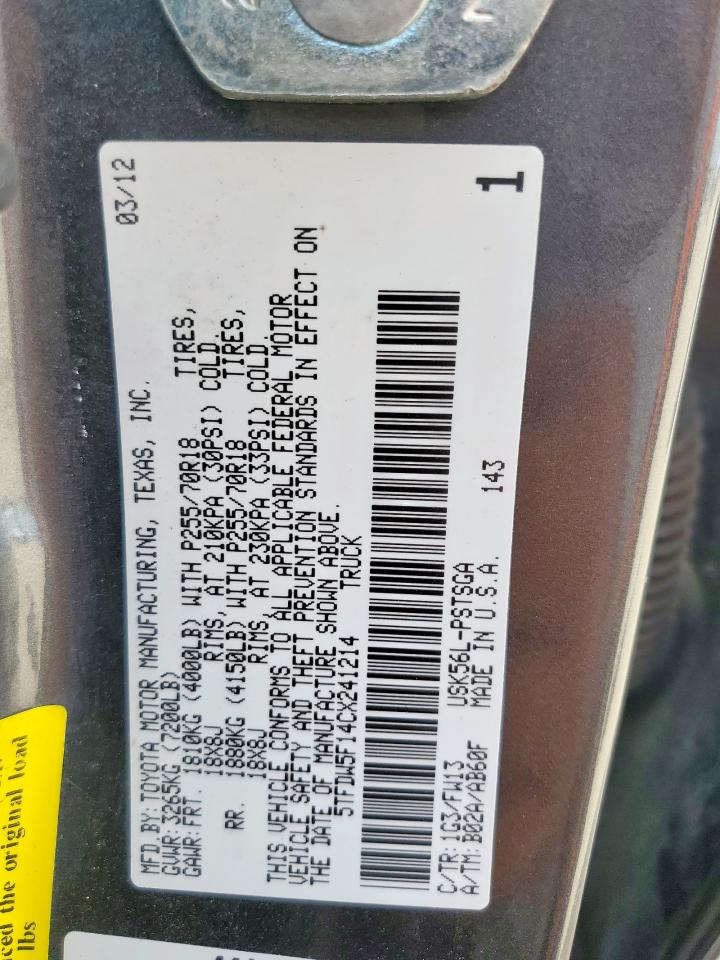 03/12
1
MFD.BY:TOYOTA MOTOR MANUFACTURING, TEXAS, INC.
GVWR:3265KG (7200LB)
GAWR:FRT. 1810KG (4000LB) WITH P255/70R18 TIRES,
18X8J RIMS, AT 210KPA (30PSI) COLD.
RR. 1880KG (4150LB) WITH P255/70R18 TIRES,
18X8J RIMS, AT 230KPA (33PSI) COLD.
THIS VEHICLE CONFORMS TO ALL APPLICABLE FEDERAL MOTOR
VEHICLE SAFETY AND THEFT PREVENTION STANDARDS IN EFFECT ON
THE DATE OF MANUFACTURE SHOWN ABOVE.
5TFDW5F14CX241214 TRUCK
C/TR: 1G3/FW13 USK56L-PSTSGA
A/TM: B02A/AB60F MADE IN U.S.A. 143
the original load
lbs